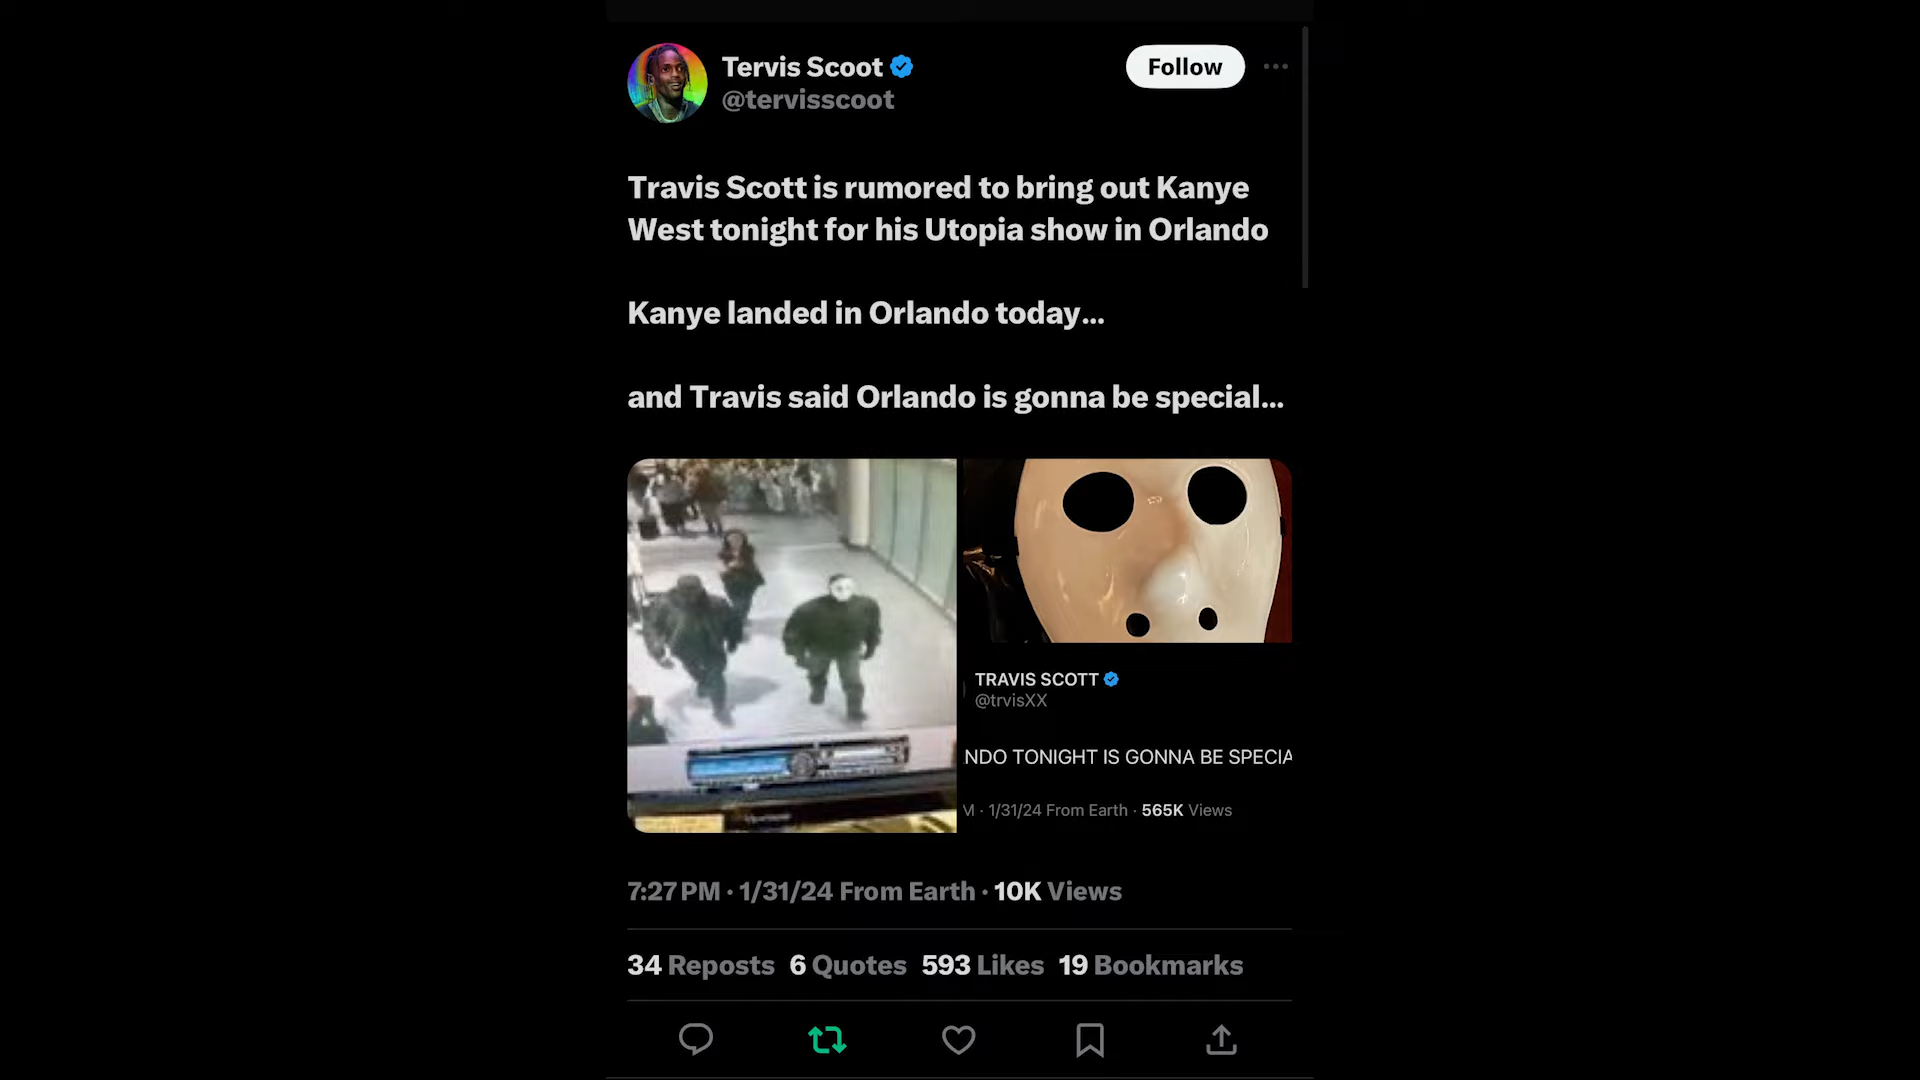 Tervis Scoot
@tervisscoot
Follow
Travis Scott is rumored to bring out Kanye
West tonight for his Utopia show in Orlando
Kanye landed in Orlando today...
and Travis said Orlando is gonna be special...
TRAVIS SCOTT
@trvisXX
NDO TONIGHT IS GONNA BE SPECIA
M · 1/31/24 From Earth · 565K Views
7:27 PM · 1/31/24 From Earth · 10K Views
34 Reposts 6 Quotes 593 Likes 19 Bookmarks